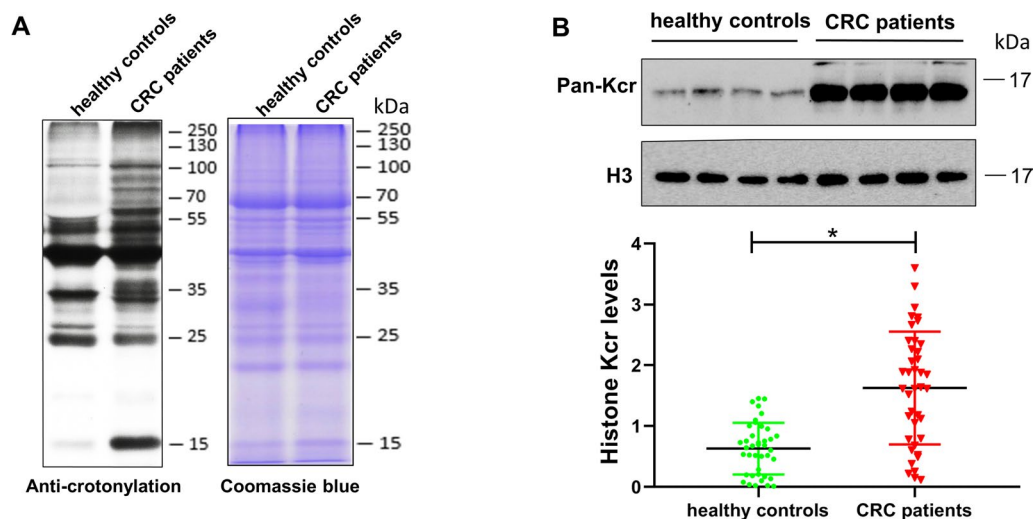 A
healthy controls
CRC patients
healthy controls
CRC patients
kDa
250
130
100
70
55
35
25
15
250
130
100
70
55
35
25
15
Anti-crotonylation
Coomassie blue
B
healthy controls
CRC patients
kDa
Pan-Kcr
17
H3
17
*
Histone Kcr levels
4
3
2
1
0
healthy controls
CRC patients